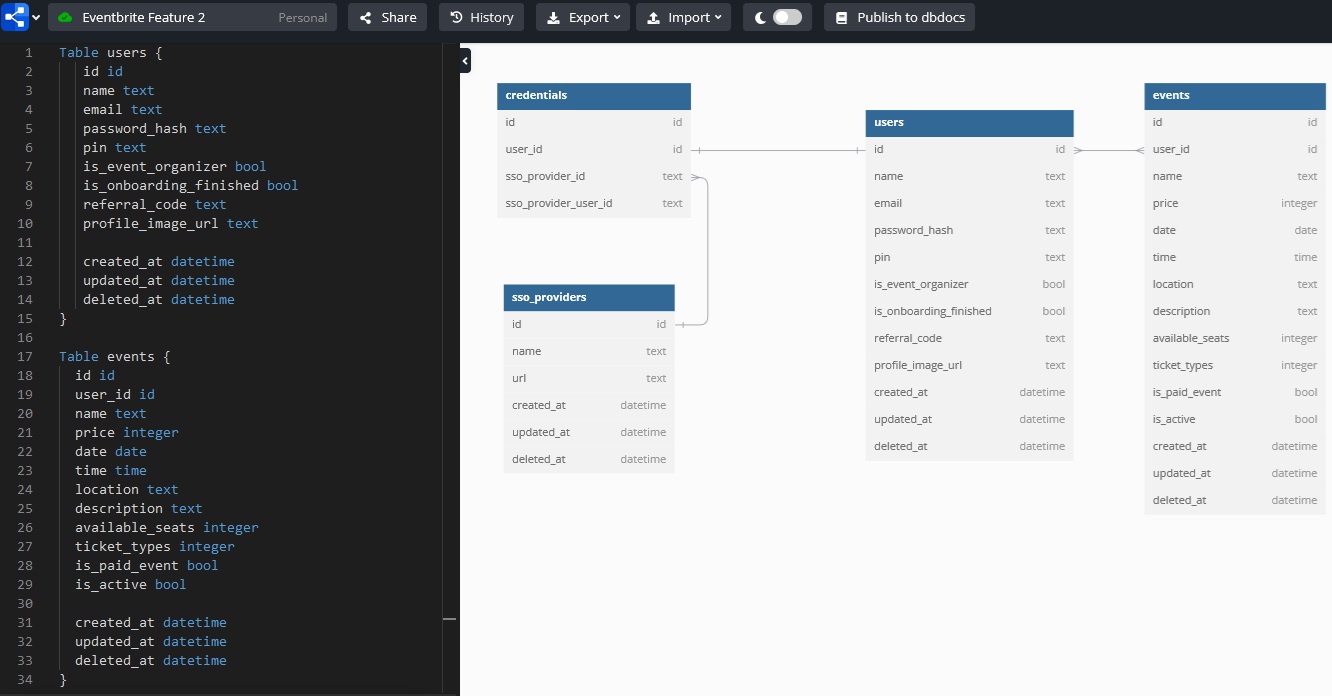 Eventbrite Feature 2 Personal Share History Export Import Publish to dbdocs
1 Table users {
2 id id
3 name text
4 email text
5 password_hash text
6 pin text
7 is_event_organizer bool
8 is_onboarding_finished bool
9 referral_code text
10 profile_image_url text
11
12 created_at datetime
13 updated_at datetime
14 deleted_at datetime
15 }
16
17 Table events {
18 id id
19 user_id id
20 name text
21 price integer
22 date date
23 time time
24 location text
25 description text
26 available_seats integer
27 ticket_types integer
28 is_paid_event bool
29 is_active bool
30
31 created_at datetime
32 updated_at datetime
33 deleted_at datetime
34 }
credentials
id id
user_id id
sso_provider_id text
sso_provider_user_id text
sso_providers
id id
name text
url text
created_at datetime
updated_at datetime
deleted_at datetime
users
id id
name text
email text
password_hash text
pin text
is_event_organizer bool
is_onboarding_finished bool
referral_code text
profile_image_url text
created_at datetime
updated_at datetime
deleted_at datetime
events
id id
user_id id
name text
price integer
date date
time time
location text
description text
available_seats integer
ticket_types integer
is_paid_event bool
is_active bool
created_at datetime
updated_at datetime
deleted_at datetime